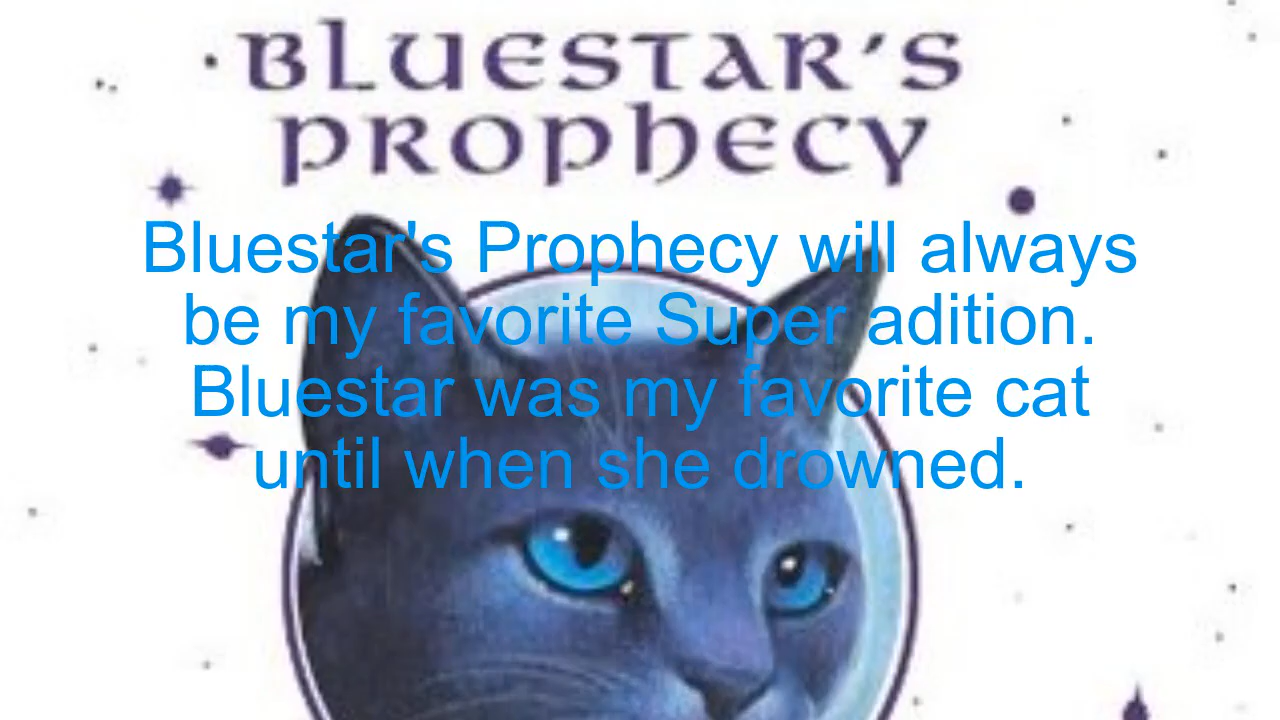 BLUESTAR'S
PROPHECY
Bluestar's Prophecy will always
be my favorite Super adition.
Bluestar was my favorite cat
until when she drowned.